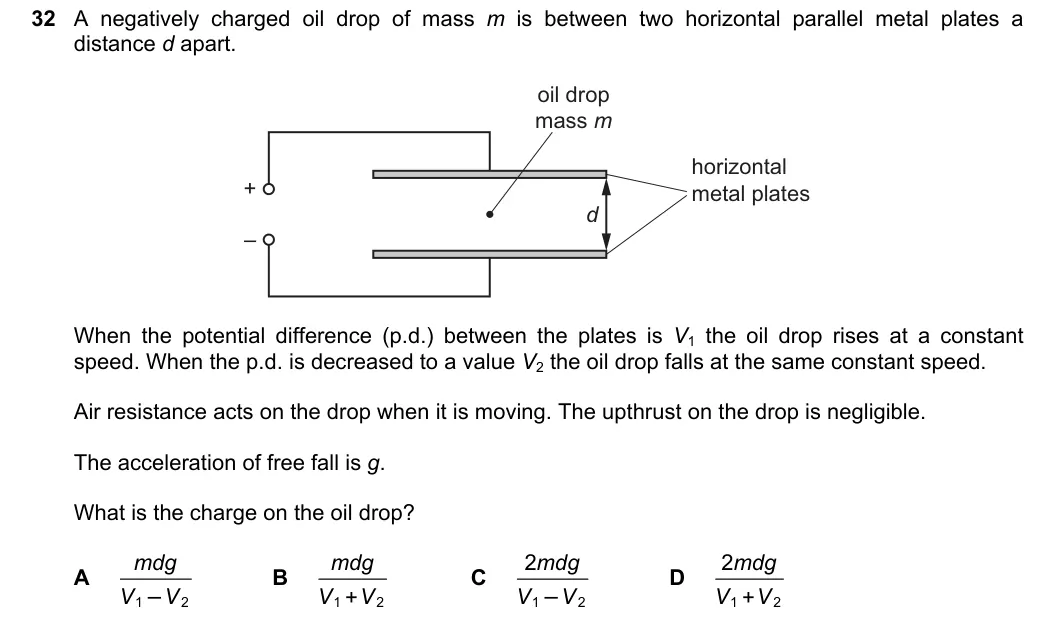 32 A negatively charged oil drop of mass m is between two horizontal parallel metal plates a
distance d apart.
oil drop
mass m
horizontal
metal plates
+
d
–
When the potential difference (p.d.) between the plates is V₁ the oil drop rises at a constant
speed. When the p.d. is decreased to a value V₂ the oil drop falls at the same constant speed.
Air resistance acts on the drop when it is moving. The upthrust on the drop is negligible.
The acceleration of free fall is g.
What is the charge on the oil drop?
A mdg / (V₁ – V₂) B mdg / (V₁ + V₂) C 2mdg / (V₁ – V₂) D 2mdg / (V₁ + V₂)